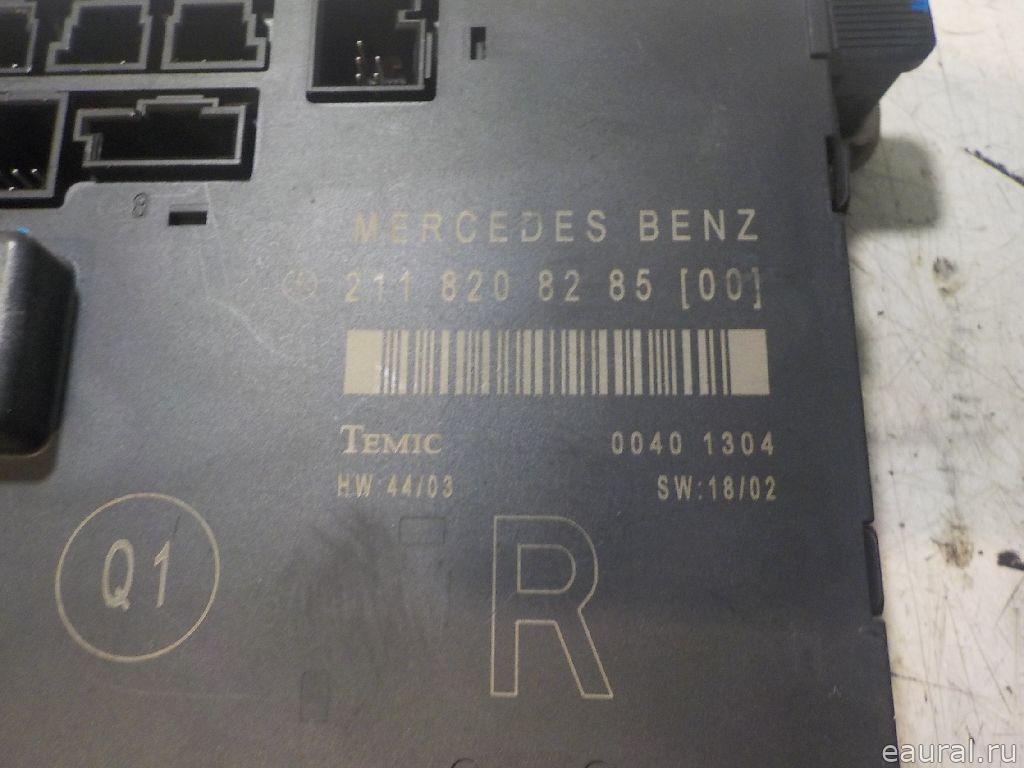 8
MERCEDES BENZ
211 820 82 85 [00]
TEMIC 0040 1304
HW 44/03 SW:18/02
Q1
R
eaural.ru